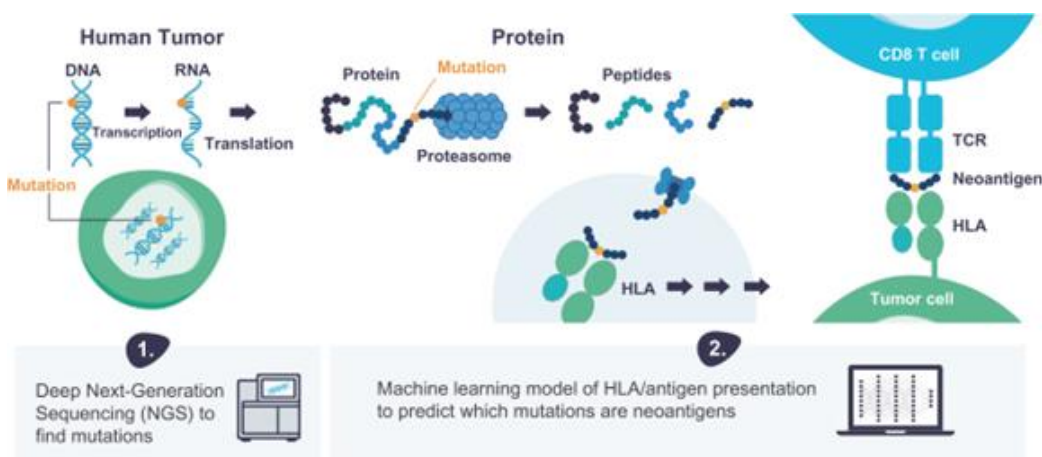 Human Tumor
DNA
RNA
Transcription
Translation
Mutation
Protein
Protein
Mutation
Peptides
Proteasome
HLA
CD8 T cell
TCR
Neoantigen
HLA
Tumor cell
1.
Deep Next-Generation
Sequencing (NGS) to
find mutations
2.
Machine learning model of HLA/antigen presentation
to predict which mutations are neoantigens